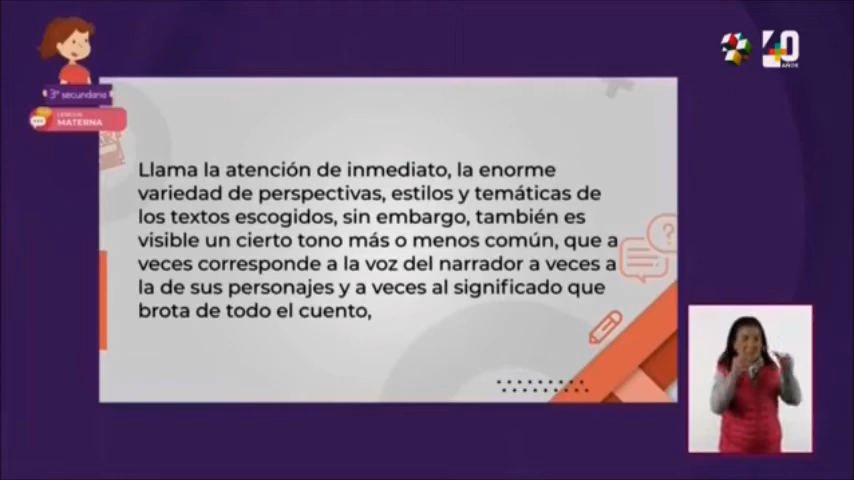 40
AÑOS
3° secundaria
LENGUA
MATERNA
Llama la atención de inmediato, la enorme
variedad de perspectivas, estilos y temáticas de
los textos escogidos, sin embargo, también es
visible un cierto tono más o menos común, que a
veces corresponde a la voz del narrador a veces a
la de sus personajes y a veces al significado que
brota de todo el cuento,
?